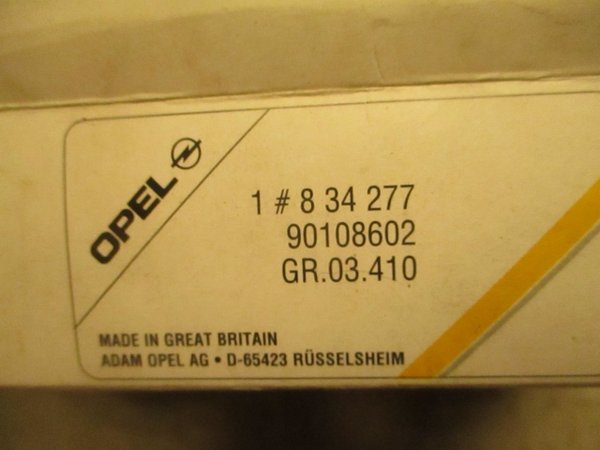 OPEL
1 # 8 34 277
90108602
GR.03.410
MADE IN GREAT BRITAIN
ADAM OPEL AG • D-65423 RÜSSELSHEIM